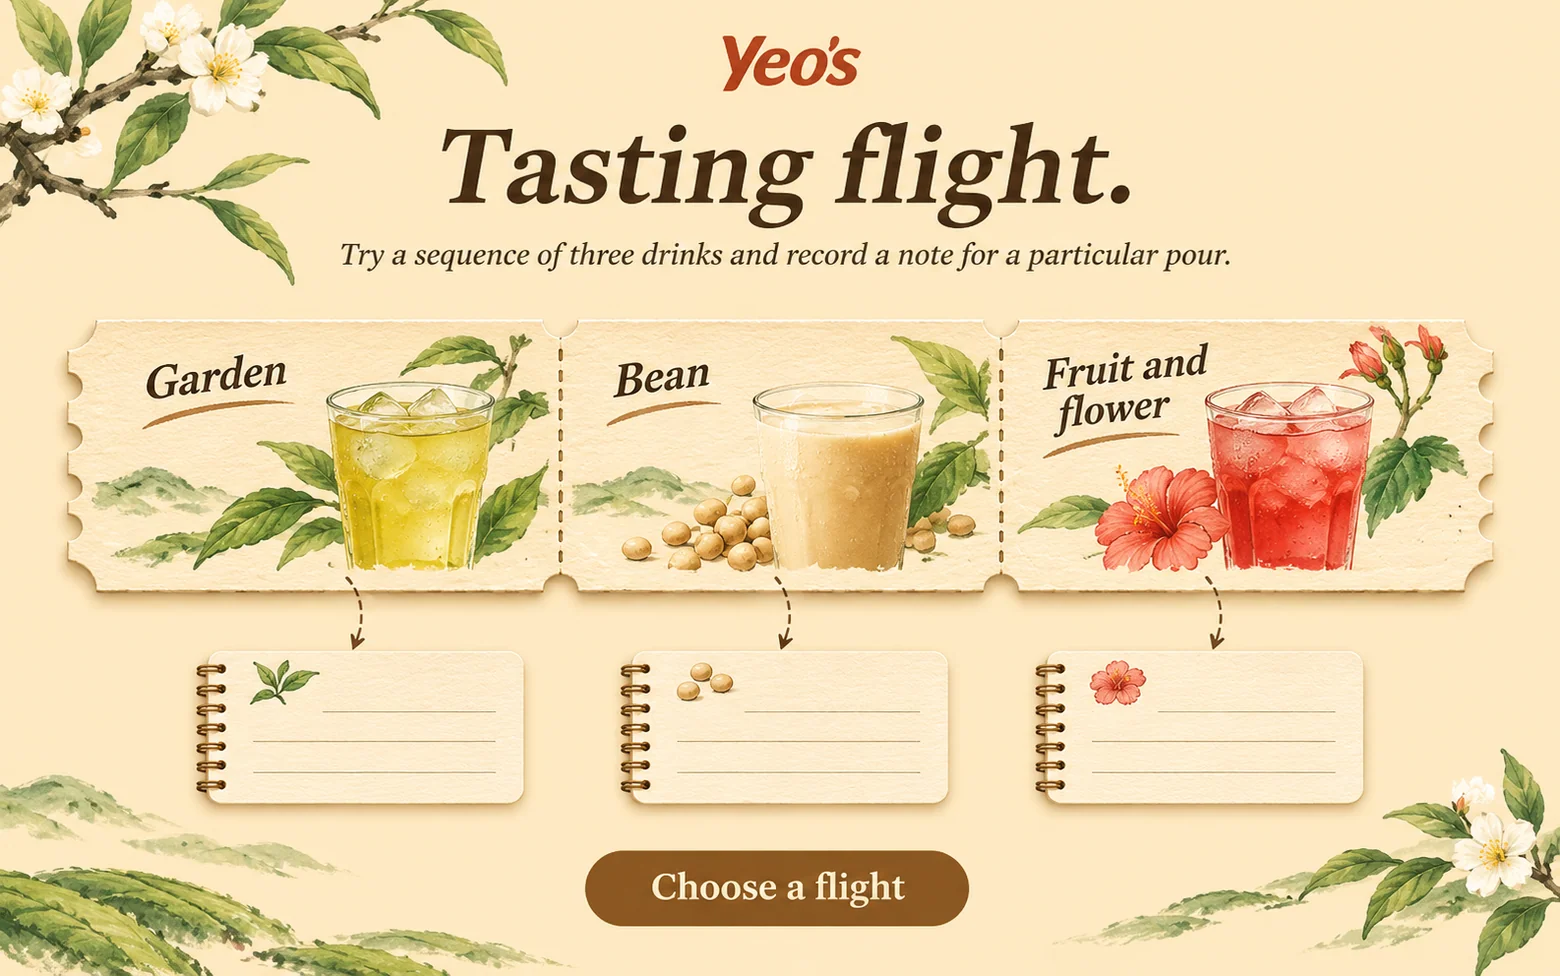 Yeo's
Tasting flight.
Try a sequence of three drinks and record a note for a particular pour.
Garden
Bean
Fruit and
flower
Choose a flight